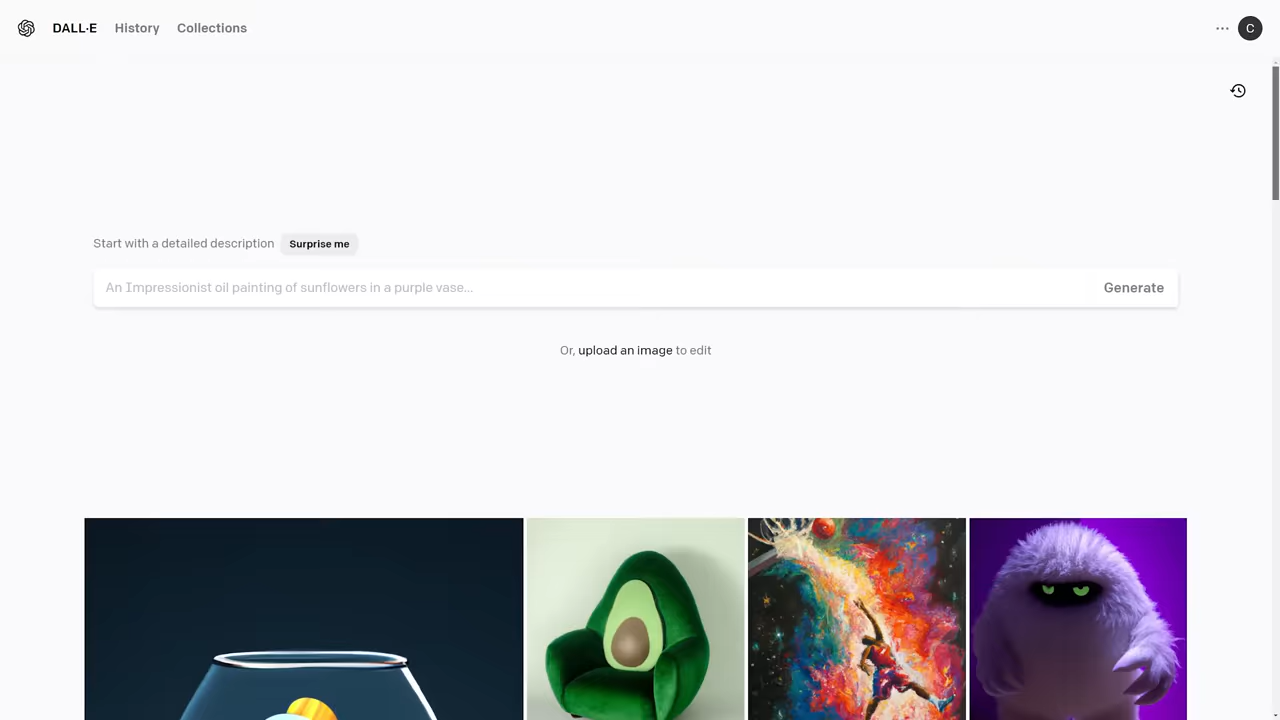 DALL·E History Collections ... C
Start with a detailed description Surprise me
An Impressionist oil painting of sunflowers in a purple vase... Generate
Or, upload an image to edit